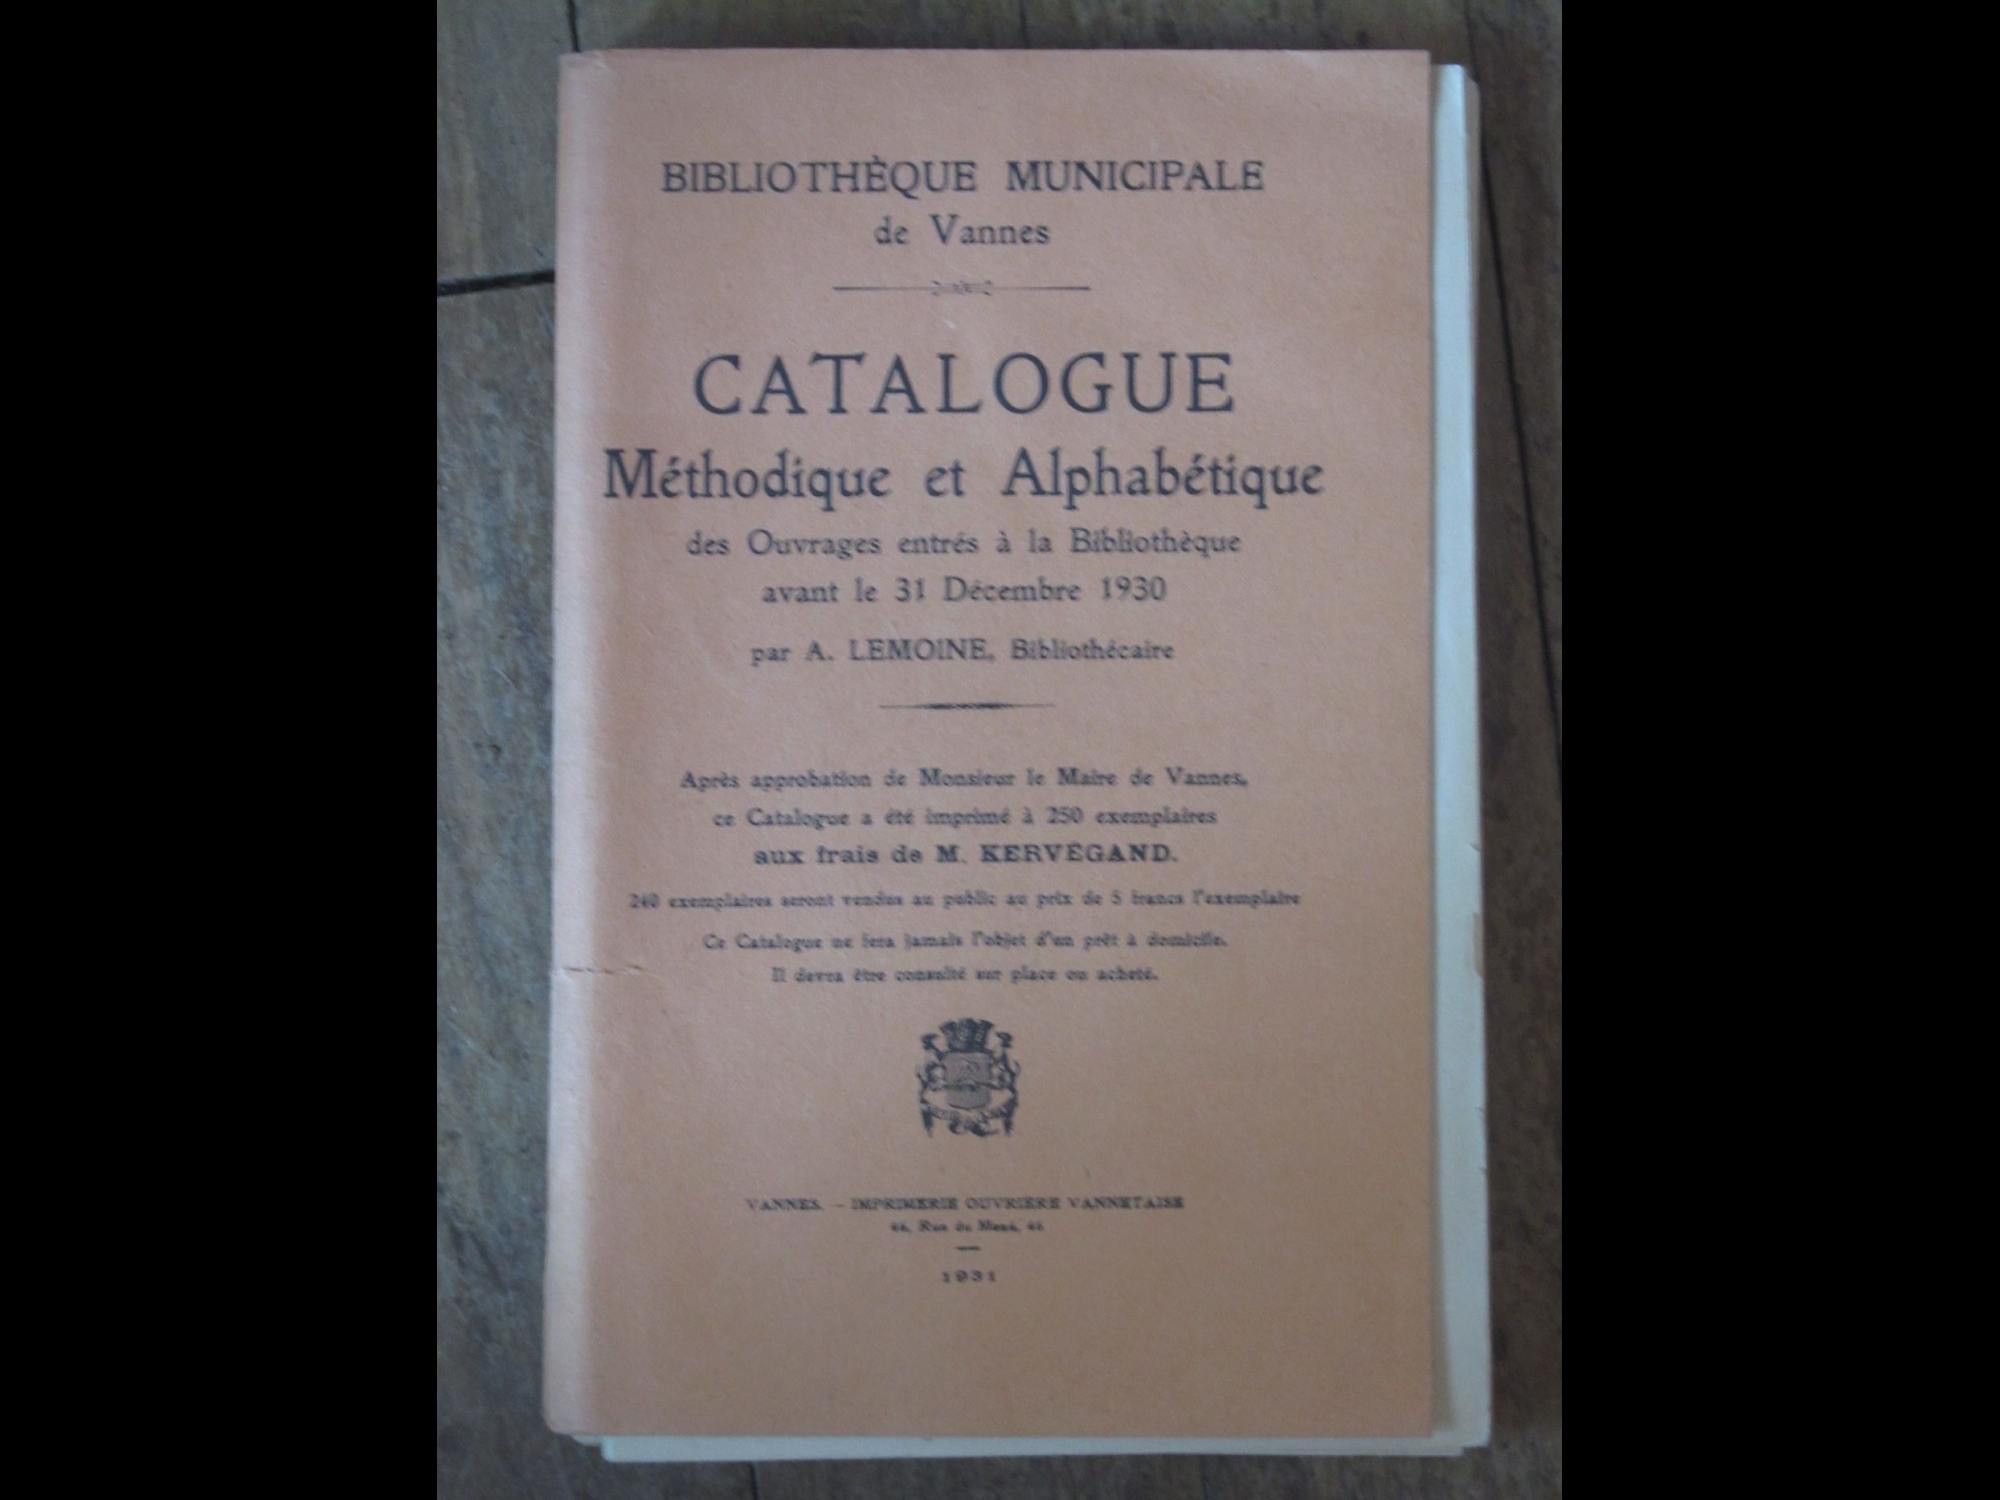 BIBLIOTHÈQUE MUNICIPALE
de Vannes
CATALOGUE
Méthodique et Alphabétique
des Ouvrages entrés à la Bibliothèque
avant le 31 Décembre 1930
par A. LEMOINE, Bibliothécaire
Après approbation de Monsieur le Maire de Vannes,
ce Catalogue a été imprimé à 250 exemplaires
aux frais de M. KERVÉGAND.
240 exemplaires seront vendus au public au prix de 5 francs l'exemplaire
Ce Catalogue ne fera jamais l'objet d'un prêt à domicile.
Il devra être consulté sur place ou acheté.
VANNES. — IMPRIMERIE OUVRIÈRE VANNETAISE
Rue du Mené,
1931